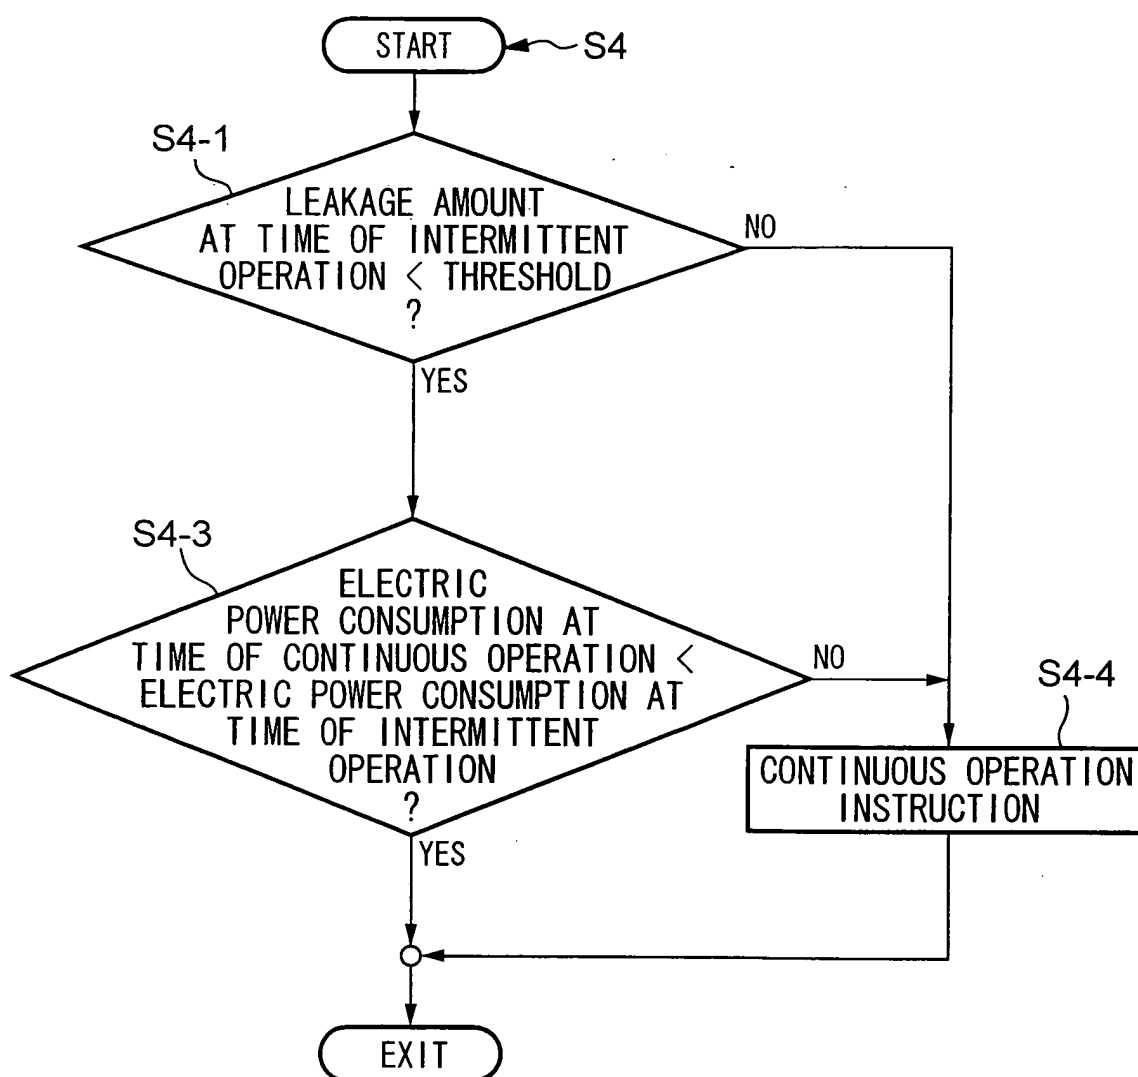 START
S4
S4-1
LEAKAGE AMOUNT
AT TIME OF INTERMITTENT
OPERATION < THRESHOLD
?
NO
YES
S4-3
ELECTRIC
POWER CONSUMPTION AT
TIME OF CONTINUOUS OPERATION <
ELECTRIC POWER CONSUMPTION AT
TIME OF INTERMITTENT
OPERATION
?
NO
S4-4
CONTINUOUS OPERATION
INSTRUCTION
YES
EXIT